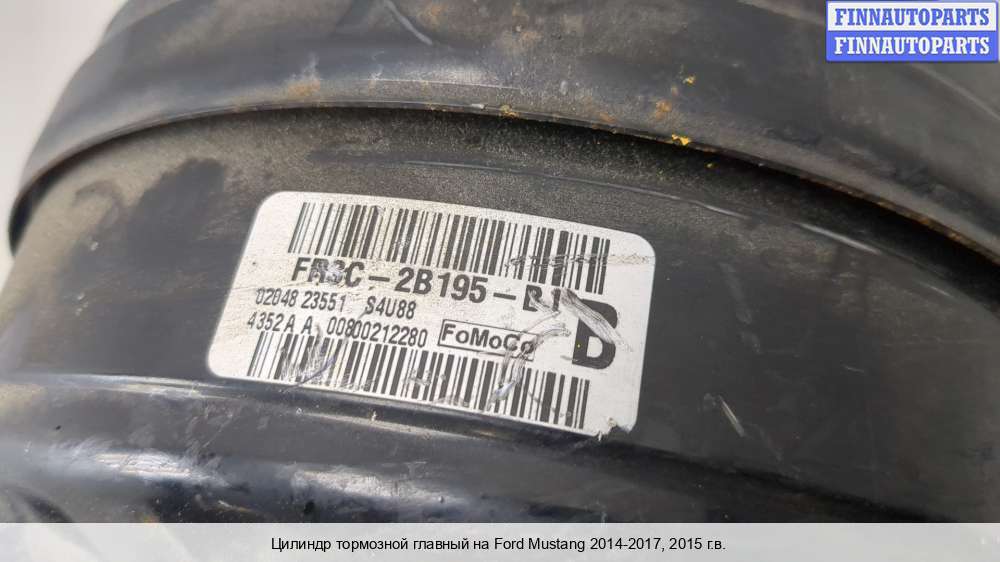 FINNAUTOPARTS
FINNAUTOPARTS
FR3C-2B195-B
02048 23551 S4U88
4352A A 00800212280 FoMoCo
B
Цилиндр тормозной главный на Ford Mustang 2014-2017, 2015 г.в.